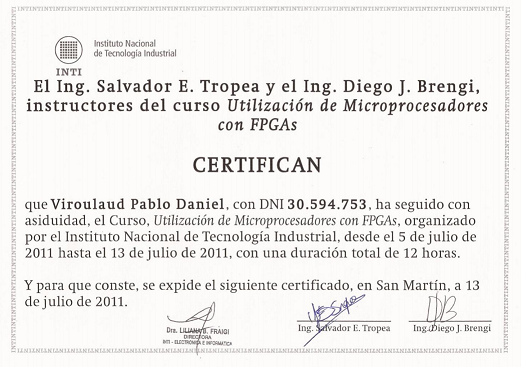 Instituto Nacional
de Tecnología Industrial
INTI
El Ing. Salvador E. Tropea y el Ing. Diego J. Brengi,
instructores del curso Utilización de Microprocesadores
con FPGAs
CERTIFICAN
que Viroulaud Pablo Daniel, con DNI 30.594.753, ha seguido con
asiduidad, el Curso, Utilización de Microprocesadores con FPGAs, organizado
por el Instituto Nacional de Tecnología Industrial, desde el 5 de julio de
2011 hasta el 13 de julio de 2011, con una duración total de 12 horas.
Y para que conste, se expide el siguiente certificado, en San Martín, a 13
de julio de 2011.
Dra. LILIANA B. FRAIGI
DIRECTORA
INTI - ELECTRONICA E INFORMATICA
Ing. Salvador E. Tropea
Ing. Diego J. Brengi